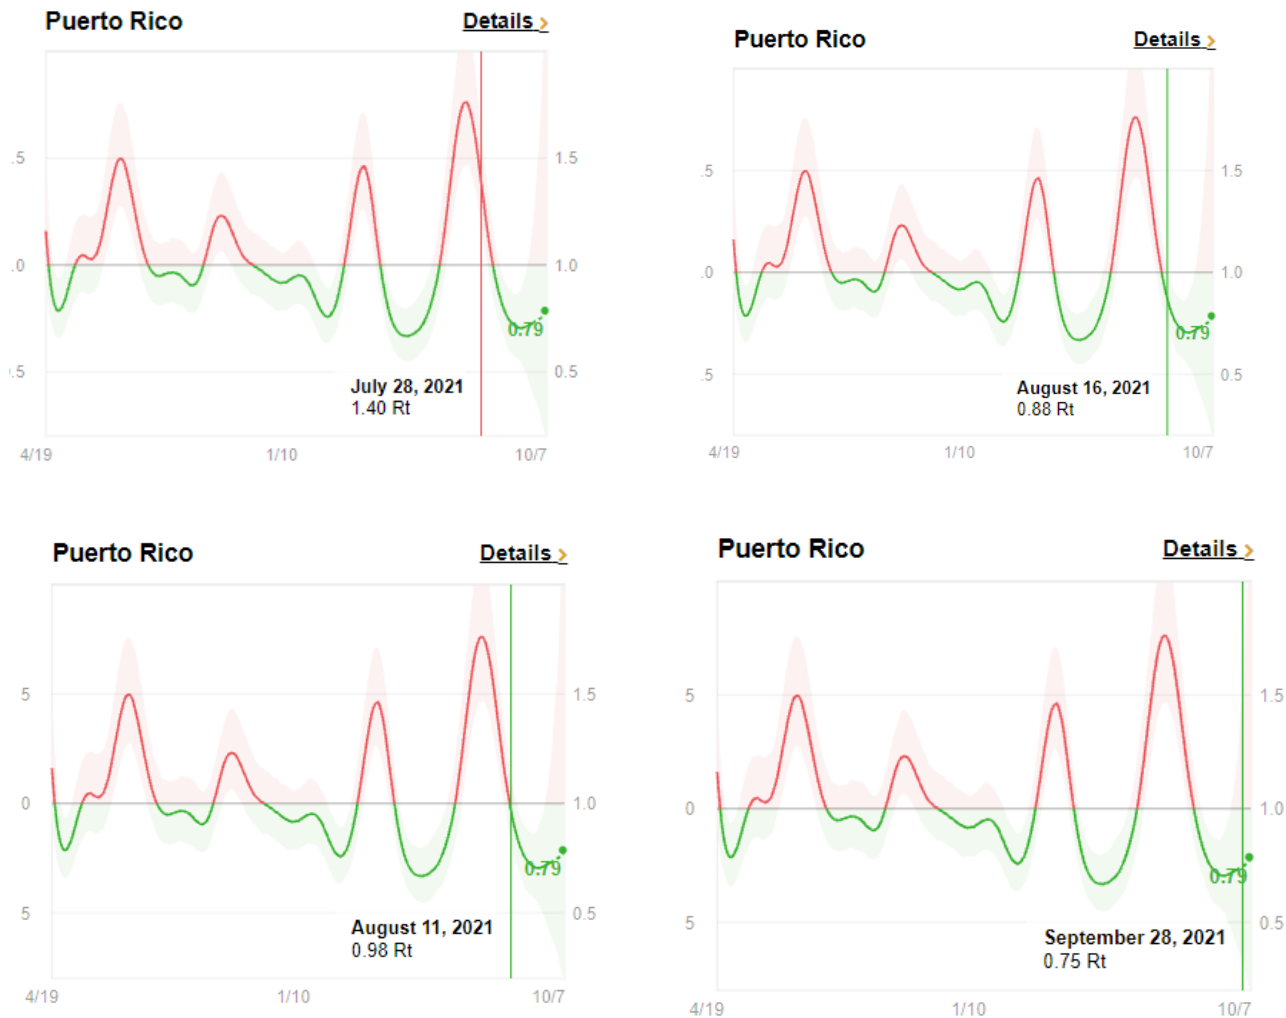 Puerto Rico Details >
.5 1.5
.0 1.0
0.79
.5 0.5
July 28, 2021
1.40 Rt
4/19 1/10 10/7
Puerto Rico Details >
.5 1.5
.0 1.0
0.79
5 0.5
August 16, 2021
0.88 Rt
4/19 1/10 10/7
Puerto Rico Details >
5 1.5
0 1.0
0.79
5 0.5
August 11, 2021
0.98 Rt
4/19 1/10 10/7
Puerto Rico Details >
5 1.5
0 1.0
0.79
5 0.5
September 28, 2021
0.75 Rt
4/19 1/10 10/7